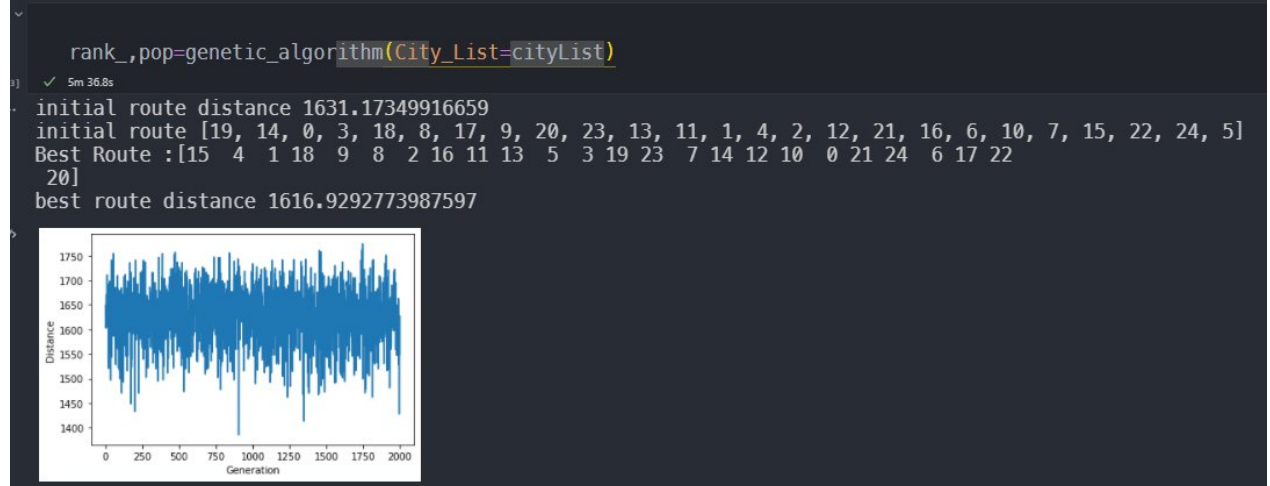 rank_,pop=genetic_algorithm(City_List=cityList)
3] ✓ 5m 36.8s
initial route distance 1631.17349916659
initial route [19, 14, 0, 3, 18, 8, 17, 9, 20, 23, 13, 11, 1, 4, 2, 12, 21, 16, 6, 10, 7, 15, 22, 24, 5]
Best Route :[15  4  1 18  9  8  2 16 11 13  5  3 19 23  7 14 12 10  0 21 24  6 17 22
20]
best route distance 1616.9292773987597
1750
1700
1650
1600
1550
1500
1450
1400
Distance
0 250 500 750 1000 1250 1500 1750 2000
Generation